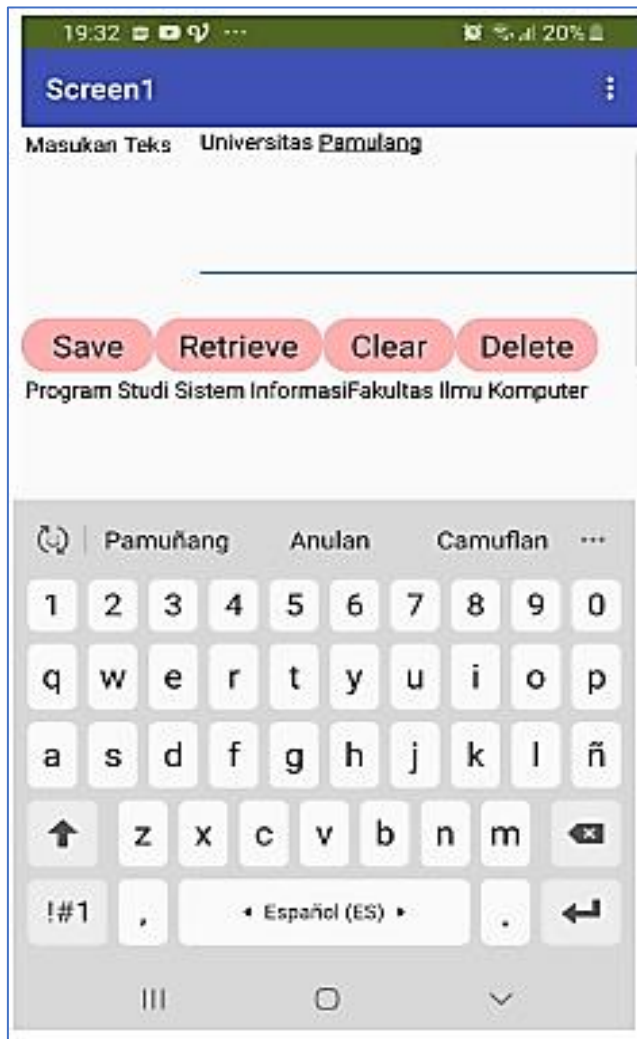 19:32 ... 20%
Screen1
Masukan Teks Universitas Pamulang
Save Retrieve Clear Delete
Program Studi Sistem InformasiFakultas Ilmu Komputer
Pamuñang Anulan Camuflan ...
1 2 3 4 5 6 7 8 9 0
q w e r t y u i o p
a s d f g h j k l ñ
z x c v b n m
!#1 , Español (ES) .